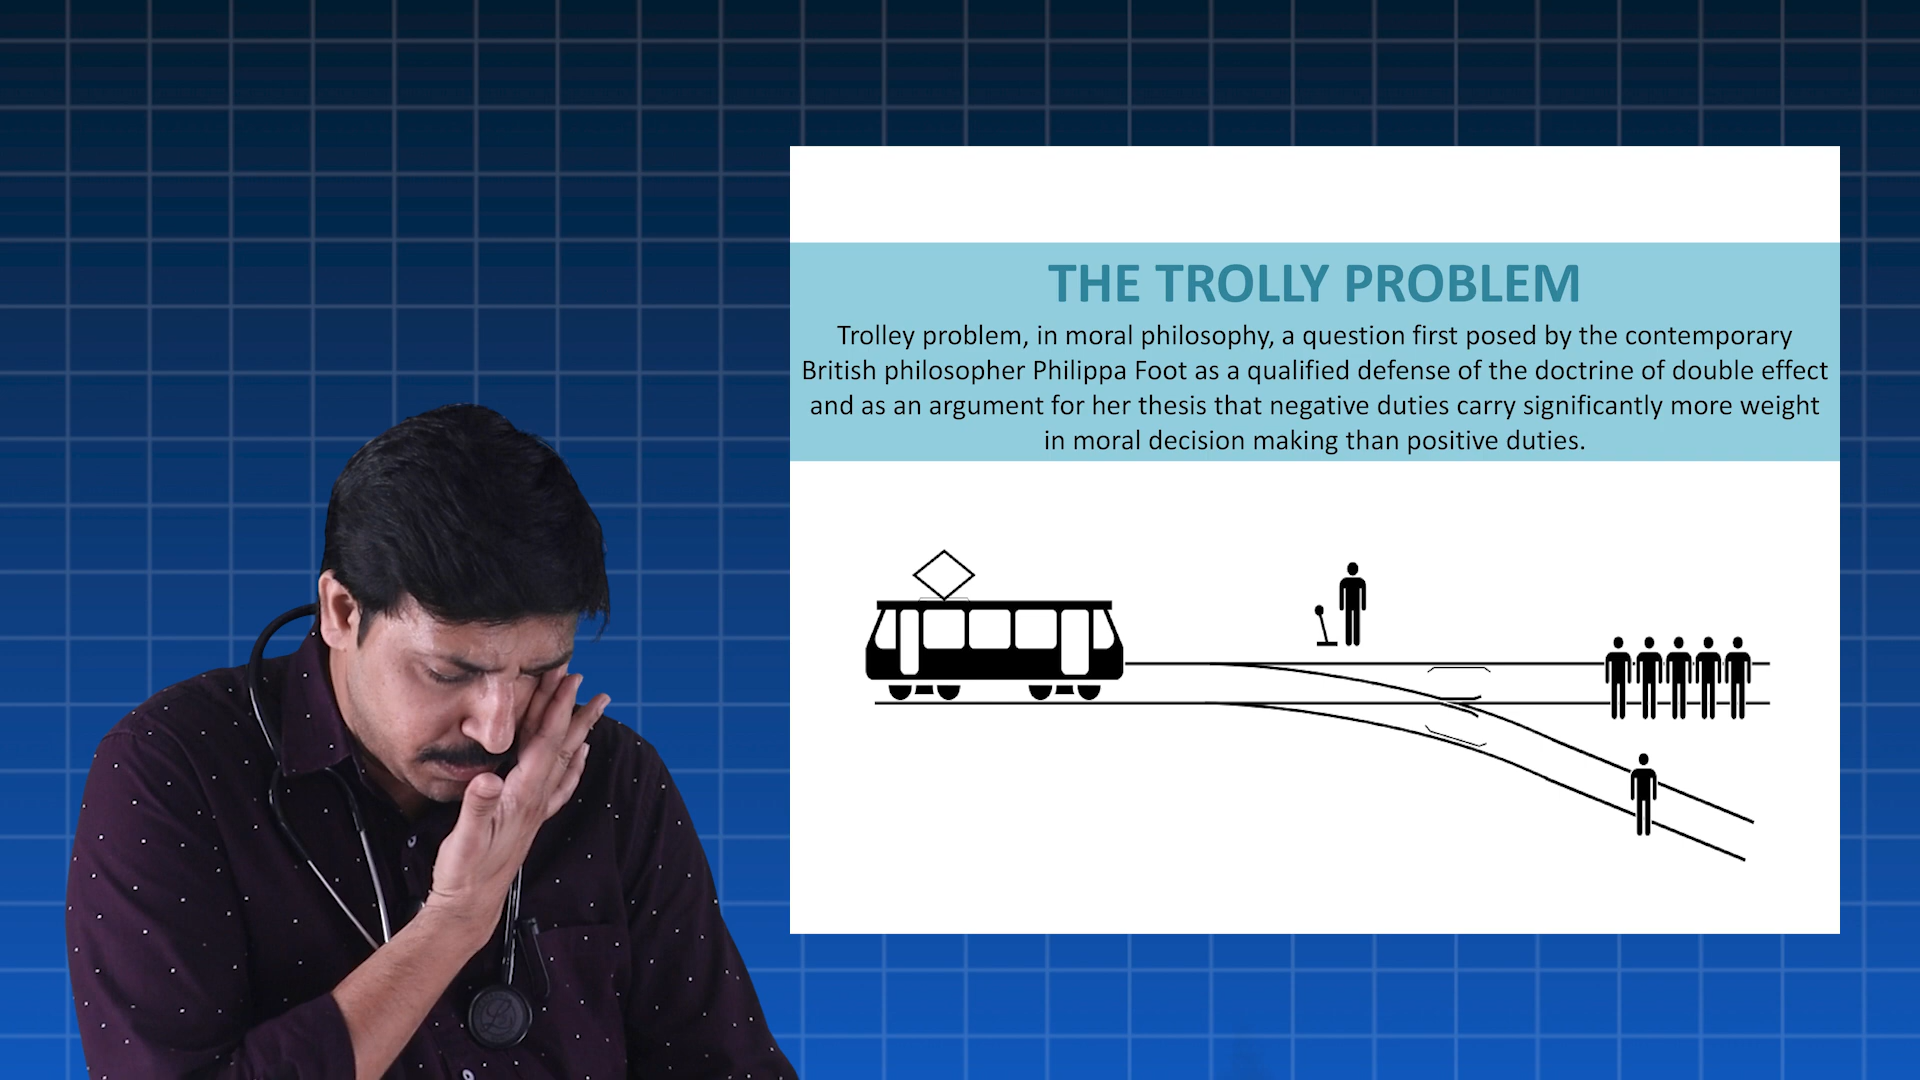 THE TROLLY PROBLEM
Trolley problem, in moral philosophy, a question first posed by the contemporary
British philosopher Philippa Foot as a qualified defense of the doctrine of double effect
and as an argument for her thesis that negative duties carry significantly more weight
in moral decision making than positive duties.